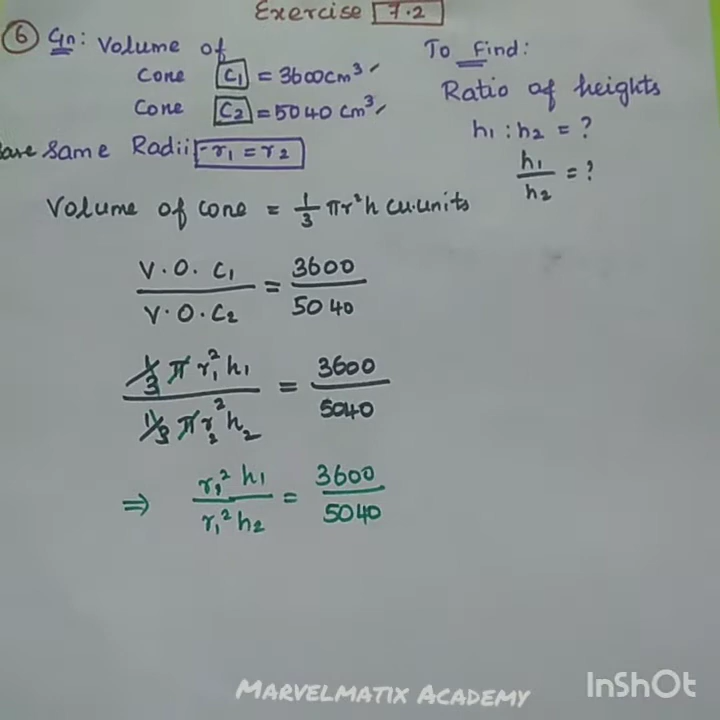 Exercise 7.2
6 Gn: Volume of
Cone C1 = 3600cm³ ✓
Cone C2 = 5040 cm³ ✓
Same Radii r1 = r2
To Find:
Ratio of heights
h1 : h2 = ?
h1/h2 = ?
Volume of cone = 1/3 πr²h cu.units
V.O.C1/V.O.C2 = 3600/5040
1/3 π r1² h1 / 1/3 π r2² h2 = 3600/5040
⇒ r1² h1 / r1² h2 = 3600/5040
MARVELMATIX ACADEMY
InShOt